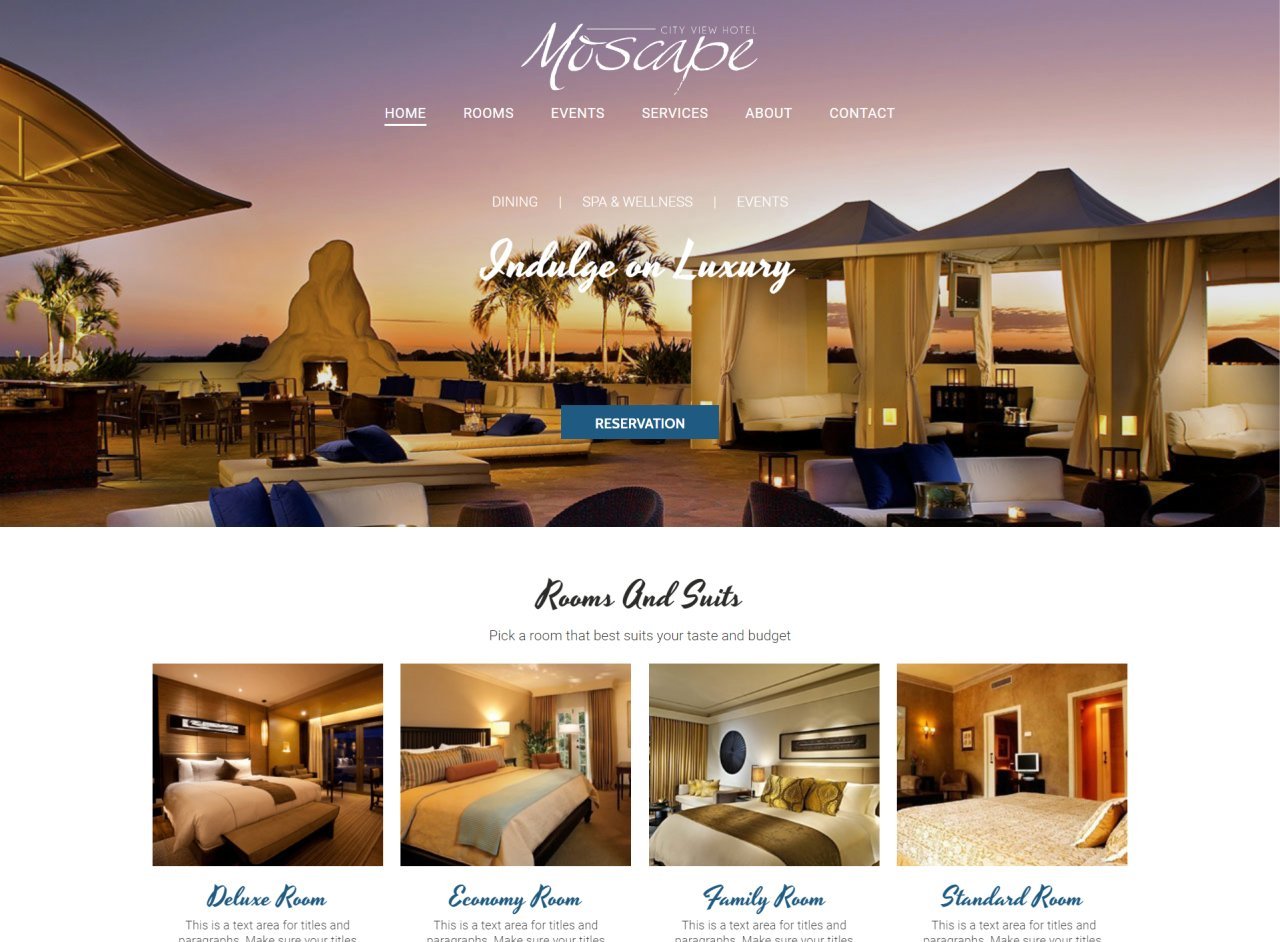 CITY VIEW HOTEL
Moscape
HOME ROOMS EVENTS SERVICES ABOUT CONTACT
DINING | SPA & WELLNESS | EVENTS
Indulge on Luxury
RESERVATION
Rooms And Suits
Pick a room that best suits your taste and budget
Deluxe Room Economy Room Family Room Standard Room
This is a text area for titles and This is a text area for titles and This is a text area for titles and This is a text area for titles and
paragraphs. Make sure your titles paragraphs. Make sure your titles paragraphs. Make sure your titles paragraphs. Make sure your titles